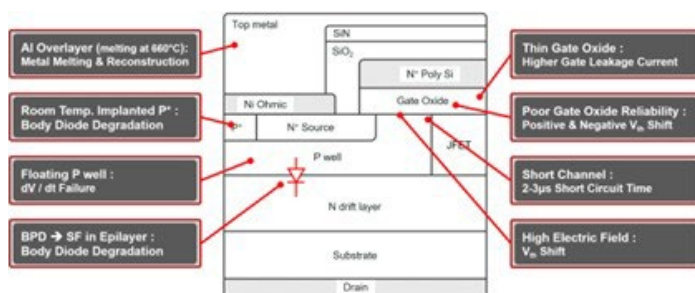 Al Overlayer (melting at 660°C):
Metal Melting & Reconstruction
Room Temp. Implanted P⁺ :
Body Diode Degradation
Floating P well :
dV / dt Failure
BPD → SF in Epilayer :
Body Diode Degradation
Top metal
SiN
SiO₂
N⁺ Poly Si
Ni Ohmic
Gate Oxide
P⁺
N⁺ Source
P well
JFET
N drift layer
Substrate
Drain
Thin Gate Oxide :
Higher Gate Leakage Current
Poor Gate Oxide Reliability :
Positive & Negative Vth Shift
Short Channel :
2-3μs Short Circuit Time
High Electric Field :
Vth Shift